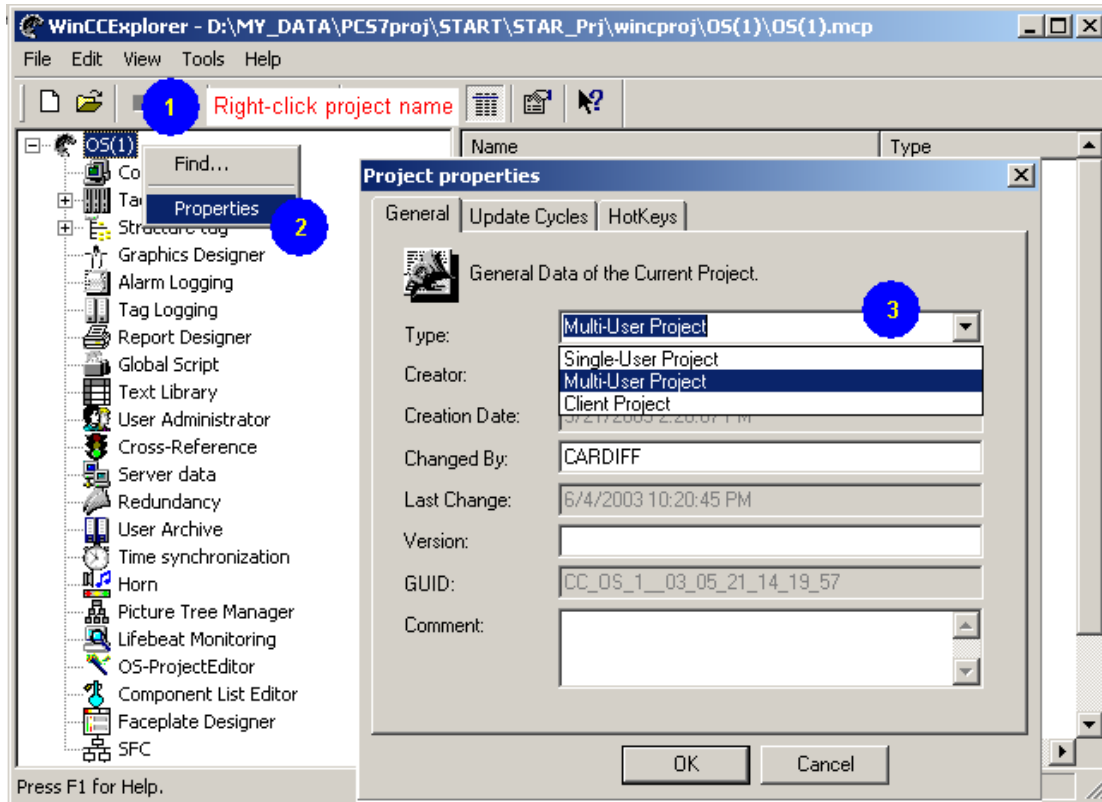 WinCCExplorer - D:\MY_DATA\PCS7proj\START\STAR_Prj\wincproj\OS(1)\OS(1).mcp
File Edit View Tools Help
1 Right-click project name
OS(1)
Name Type
Find...
Co
Ta
Properties
2
Structure tag
Graphics Designer
Alarm Logging
Tag Logging
Report Designer
Global Script
Text Library
User Administrator
Cross-Reference
Server data
Redundancy
User Archive
Time synchronization
Horn
Picture Tree Manager
Lifebeat Monitoring
OS-ProjectEditor
Component List Editor
Faceplate Designer
SFC
Project properties
General Update Cycles HotKeys
General Data of the Current Project.
3
Type: Multi-User Project
Single-User Project
Multi-User Project
Client Project
Creator:
Creation Date:
Changed By: CARDIFF
Last Change: 6/4/2003 10:20:45 PM
Version:
GUID: CC_OS_1__03_05_21_14_19_57
Comment:
OK Cancel
Press F1 for Help.